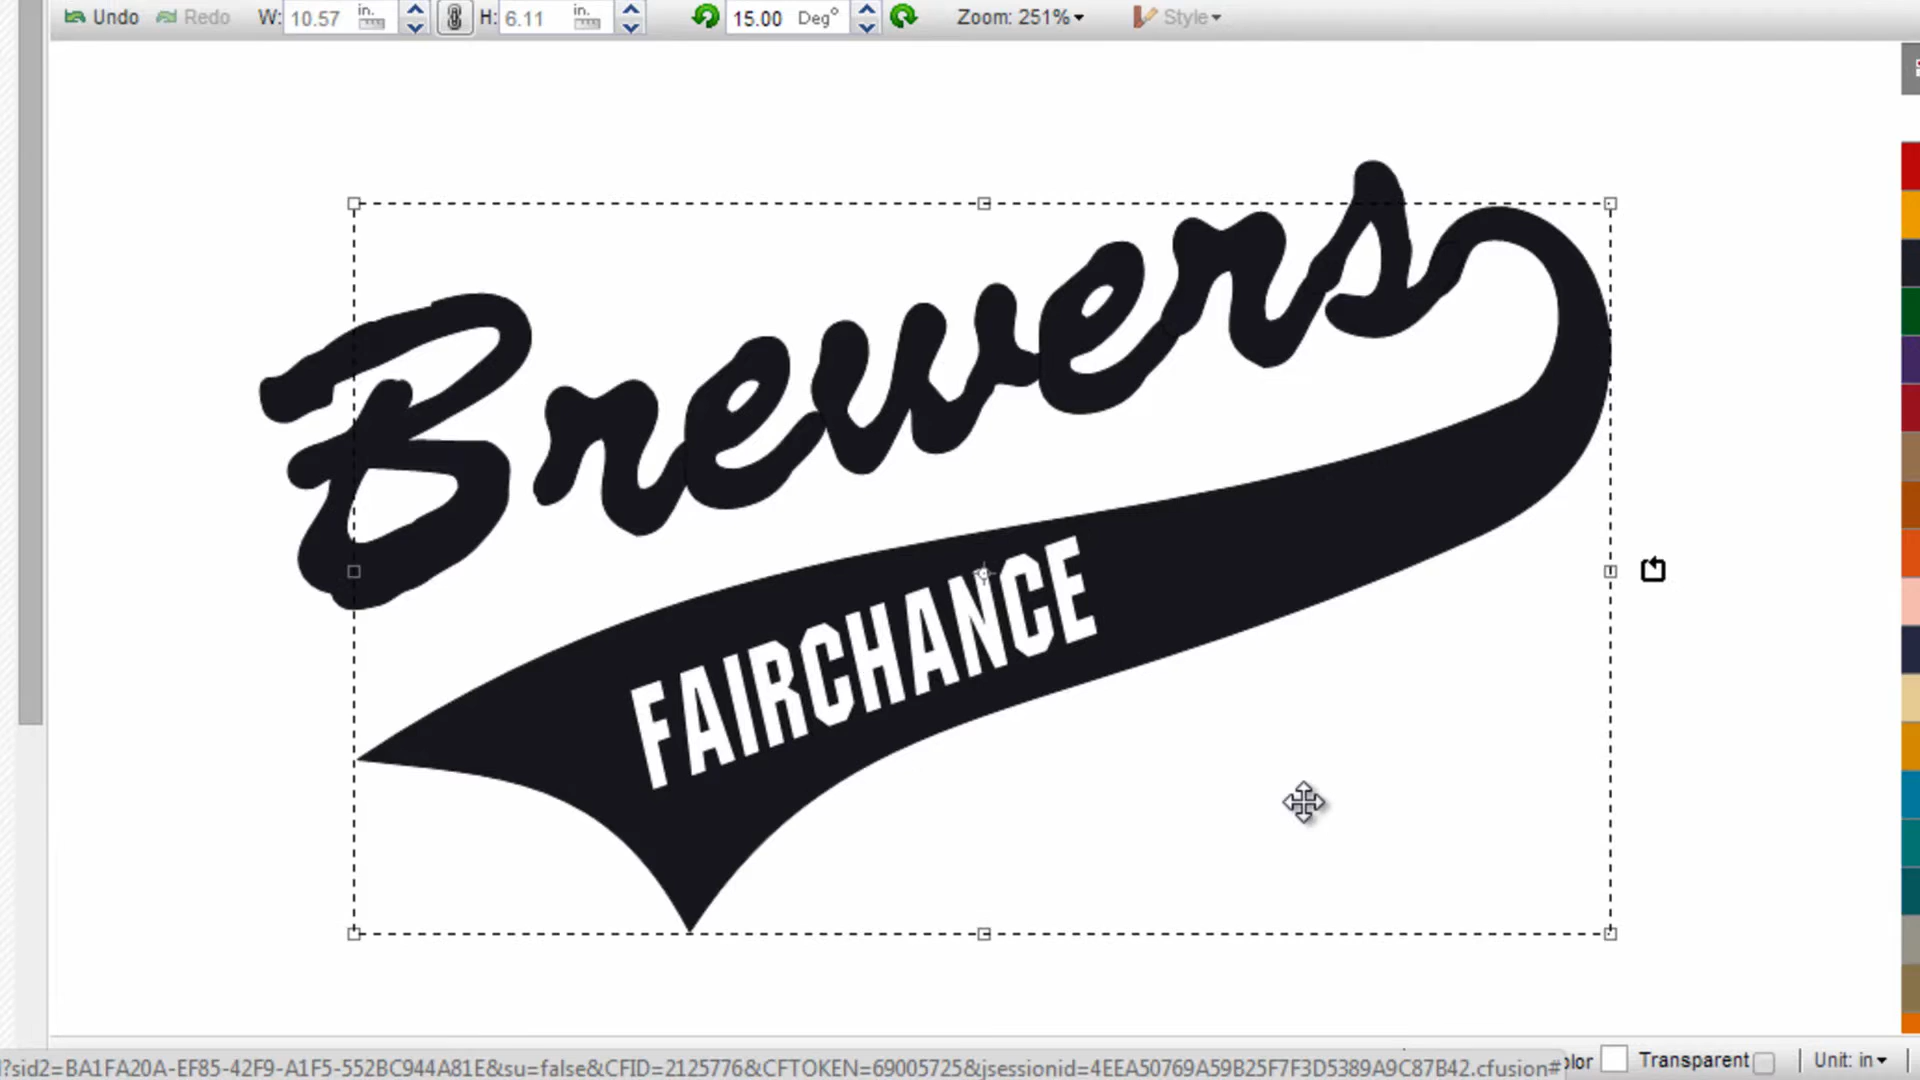 Undo Redo W: 10.57 in. H: 6.11 in. 15.00 Deg° Zoom: 251% Style
Brewers
FAIRCHANCE
?sid2=BA1FA20A-EF85-42F9-A1F5-552BC944A81E&su=false&CFID=2125776&CFTOKEN=69005725&jsessionid=4EEA50769A59B25F7F3D5389A9C87B42.cfusion# olor Transparent Unit: in